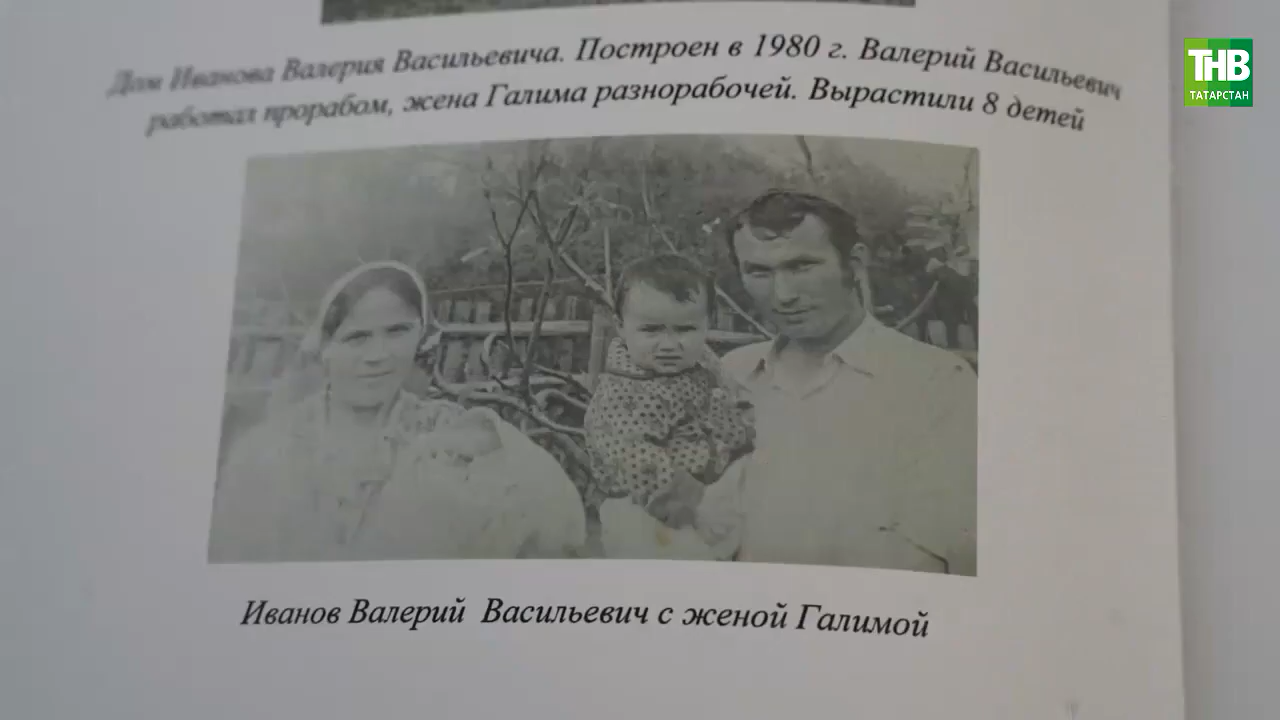 Дом Иванова Валерия Васильевича. Построен в 1980 г. Валерий Васильевич
работал прорабом, жена Галима разнорабочей. Вырастили 8 детей
ТНВ
ТАТАРСТАН
Иванов Валерий Васильевич с женой Галимой